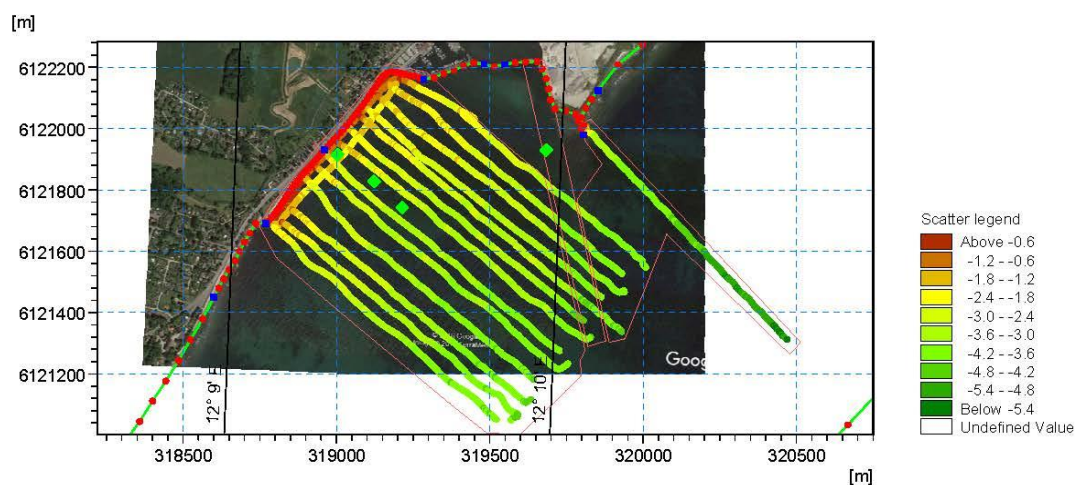 [m]
6122200
6122000
6121800
6121600
6121400
6121200
12° 9' E
12° 10' E
Goog
318500
319000
319500
320000
320500
[m]
Scatter legend
Above -0.6
-1.2 - -0.6
-1.8 - -1.2
-2.4 - -1.8
-3.0 - -2.4
-3.6 - -3.0
-4.2 - -3.6
-4.8 - -4.2
-5.4 - -4.8
Below -5.4
Undefined Value